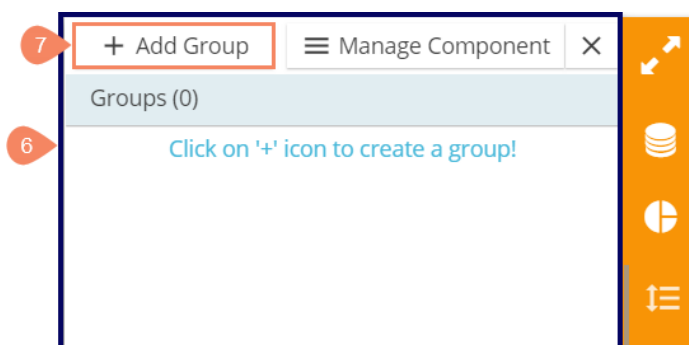 7 + Add Group Manage Component ×
Groups (0)
6 Click on '+' icon to create a group!